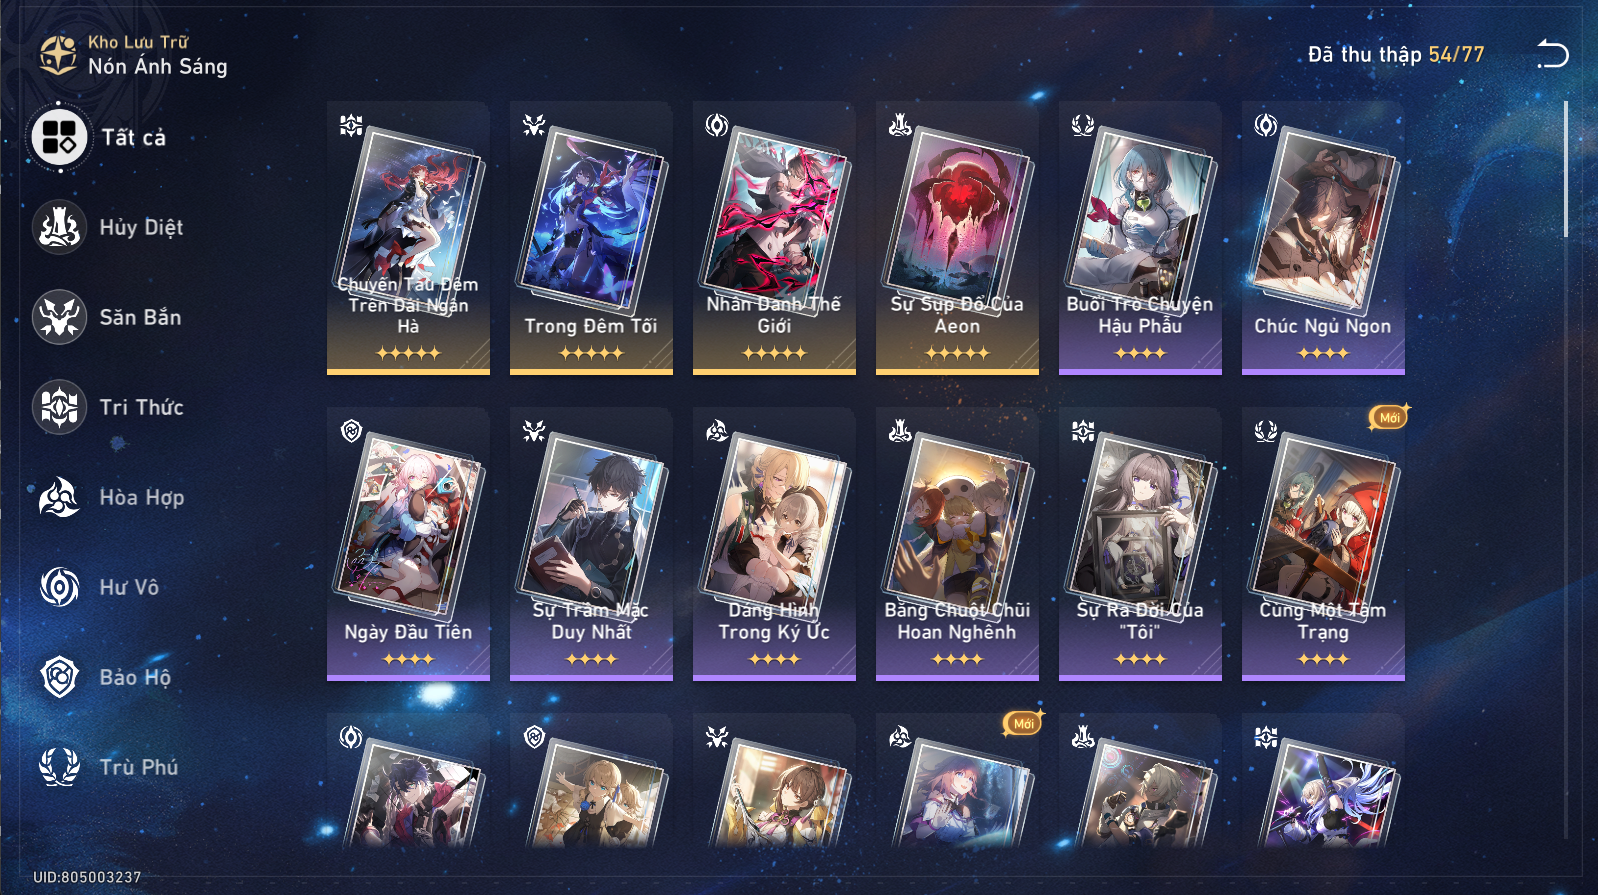 Kho Lưu Trữ
Nón Ánh Sáng
Đã thu thập 54/77
Tất cả
Hủy Diệt
Săn Bắn
Tri Thức
Hòa Hợp
Hư Vô
Bảo Hộ
Trù Phú
Chuyến Tàu Đêm
Trên Dải Ngân
Hà
Trong Đêm Tối
Nhân Danh Thế
Giới
Sự Sụp Đổ Của
Aeon
Buổi Trò Chuyện
Hậu Phẫu
Chúc Ngủ Ngon
Ngày Đầu Tiên
Sự Trầm Mặc
Duy Nhất
Dáng Hình
Trong Ký Ức
Băng Chuột Chũi
Hoan Nghênh
Sự Ra Đời Của
"Tôi"
Mới
Cùng Một Tâm
Trạng
Mới
UID:805003237